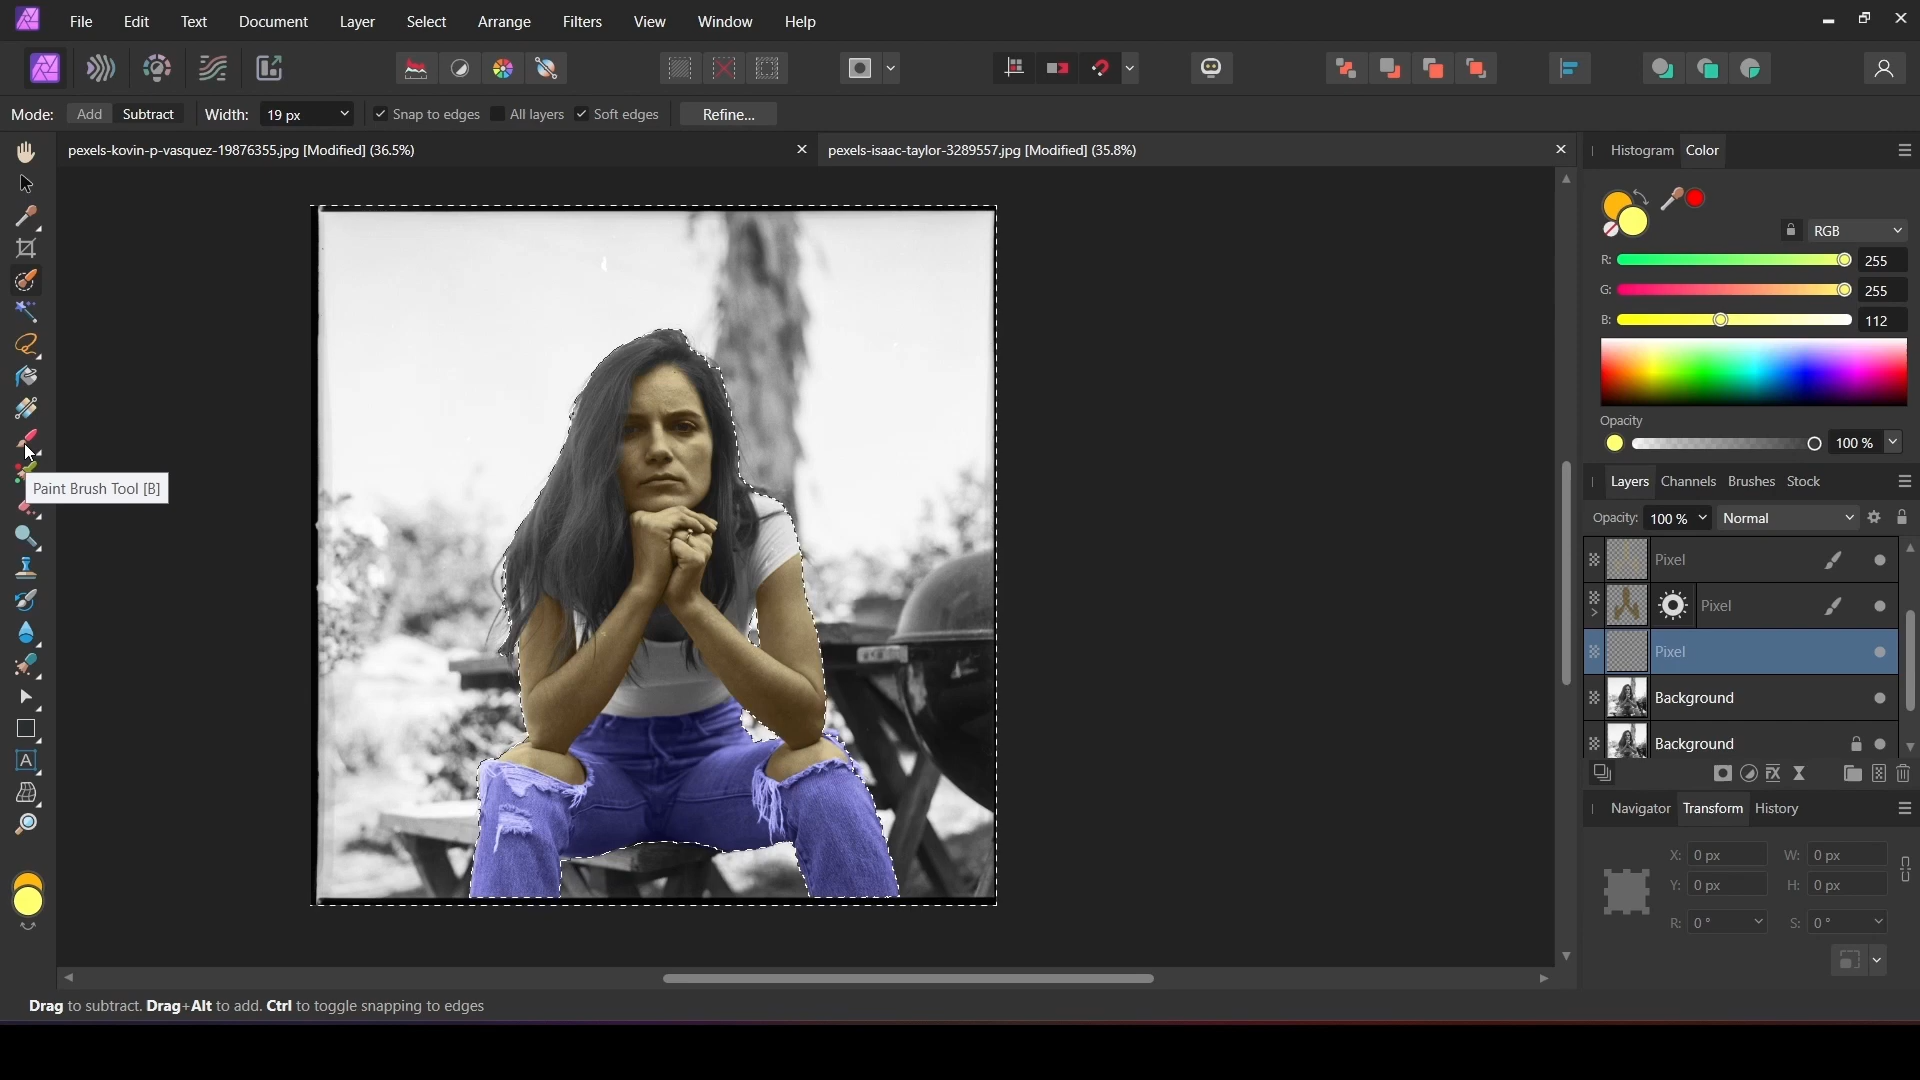 File Edit Text Document Layer Select Arrange Filters View Window Help
Mode: Add Subtract Width: 19 px Snap to edges All layers Soft edges Refine...
pexels-kovin-p-vasquez-19876355.jpg [Modified] (36.5%) pexels-isaac-taylor-3289557.jpg [Modified] (35.8%)
Histogram Color
RGB
R: 255
G: 255
B: 112
Opacity
100 %
Paint Brush Tool [B]
Layers Channels Brushes Stock
Opacity: 100 % Normal
Pixel
Pixel
Pixel
Background
Background
Navigator Transform History
X: 0 px W: 0 px
Y: 0 px H: 0 px
R: 0 ° S: 0 °
Drag to subtract. Drag+Alt to add. Ctrl to toggle snapping to edges